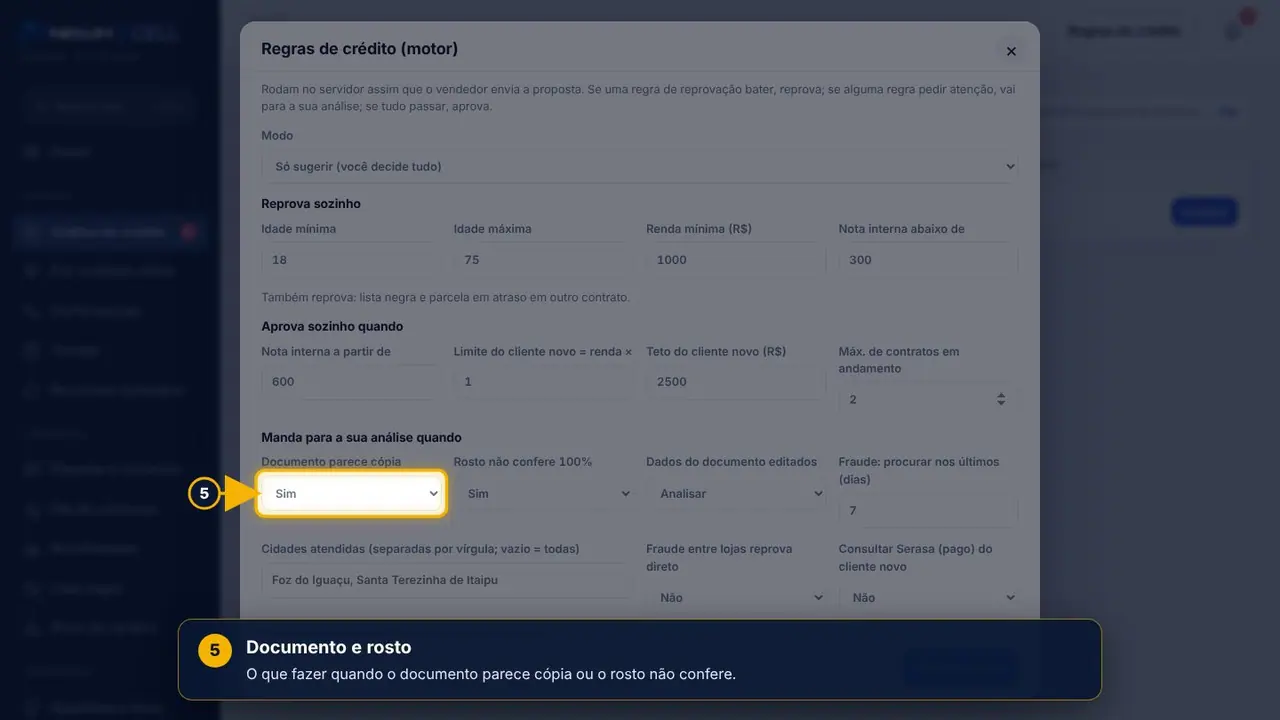 Regras de crédito (motor)
Regras de crédito
Rodam no servidor assim que o vendedor envia a proposta. Se uma regra de reprovação bater, reprova; se alguma regra pedir atenção, vai
para a sua análise; se tudo passar, aprova.
Modo
Só sugerir (você decide tudo)
Reprova sozinho
Idade mínima
Idade máxima
Renda mínima (R$)
Nota interna abaixo de
18
75
1000
300
Também reprova: lista negra e parcela em atraso em outro contrato.
Aprova sozinho quando
Nota interna a partir de
Limite do cliente novo = renda ×
Teto do cliente novo (R$)
Máx. de contratos em
andamento
600
1
2500
2
Manda para a sua análise quando
Documento parece cópia
Rosto não confere 100%
Dados do documento editados
Fraude: procurar nos últimos
(dias)
5
Sim
Sim
Analisar
7
Cidades atendidas (separadas por vírgula; vazio = todas)
Fraude entre lojas reprova
direto
Consultar Serasa (pago) do
cliente novo
Foz do Iguaçu, Santa Terezinha de Itaipu
Não
Não
5
Documento e rosto
O que fazer quando o documento parece cópia ou o rosto não confere.